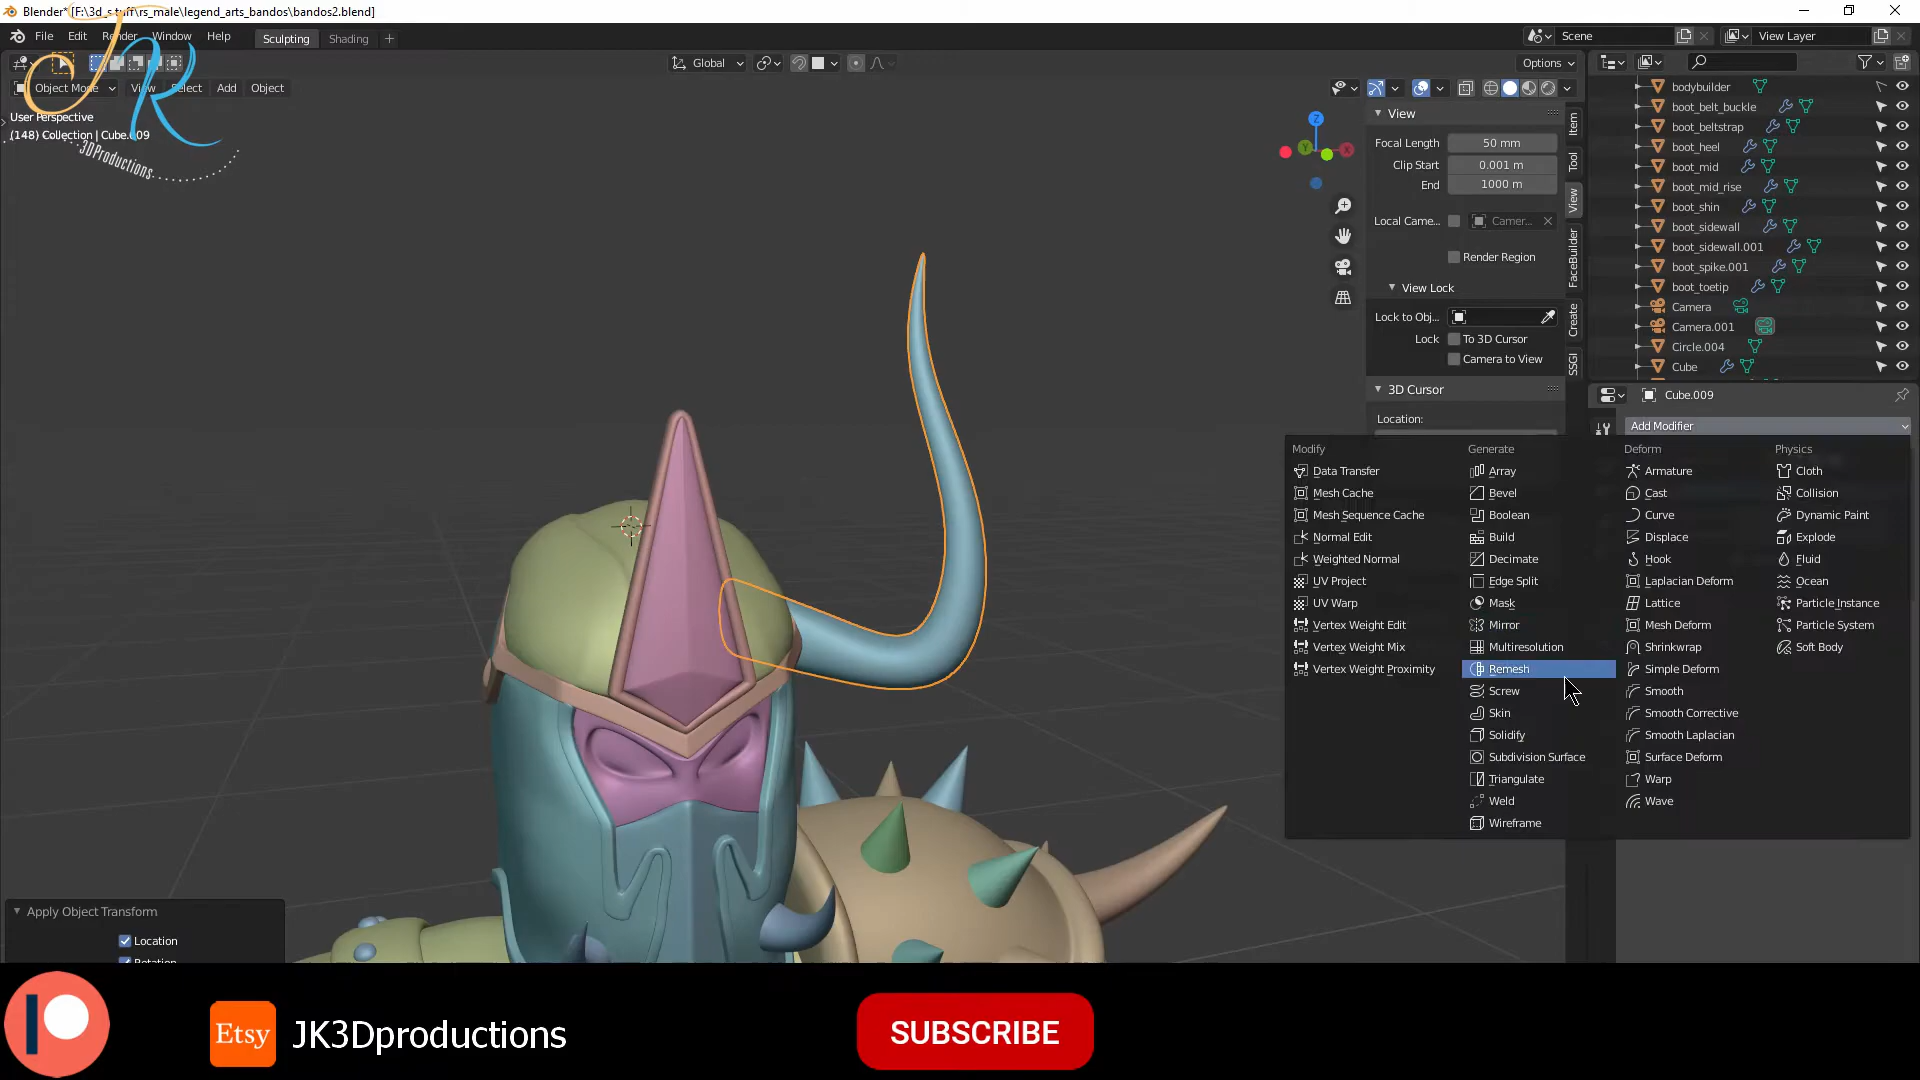 Blender* [F:\3d_stuff\rs_male\legend_arts_bandos\bandos2.blend]
File Edit Render Window Help
Sculpting Shading +
Scene
View Layer
Global
Options
Object Mode View Select Add Object
JK
3DProductions
User Perspective
(148) Collection | Cube.009
View
Focal Length 50 mm
Clip Start 0.001 m
End 1000 m
Local Came... Camer...
Render Region
View Lock
Lock to Obj...
Lock To 3D Cursor
Camera to View
3D Cursor
Location:
Item
Tool
View
FaceBuilder
Create
SSGI
Z
Y
X
bodybuilder
boot_belt_buckle
boot_beltstrap
boot_heel
boot_mid
boot_mid_rise
boot_shin
boot_sidewall
boot_sidewall.001
boot_spike.001
boot_toetip
Camera
Camera.001
Circle.004
Cube
Cube.009
Add Modifier
Modify
Data Transfer
Mesh Cache
Mesh Sequence Cache
Normal Edit
Weighted Normal
UV Project
UV Warp
Vertex Weight Edit
Vertex Weight Mix
Vertex Weight Proximity
Generate
Array
Bevel
Boolean
Build
Decimate
Edge Split
Mask
Mirror
Multiresolution
Remesh
Screw
Skin
Solidify
Subdivision Surface
Triangulate
Weld
Wireframe
Deform
Armature
Cast
Curve
Displace
Hook
Laplacian Deform
Lattice
Mesh Deform
Shrinkwrap
Simple Deform
Smooth
Smooth Corrective
Smooth Laplacian
Surface Deform
Warp
Wave
Physics
Cloth
Collision
Dynamic Paint
Explode
Fluid
Ocean
Particle Instance
Particle System
Soft Body
Apply Object Transform
Location
Rotation
Etsy JK3Dproductions
SUBSCRIBE